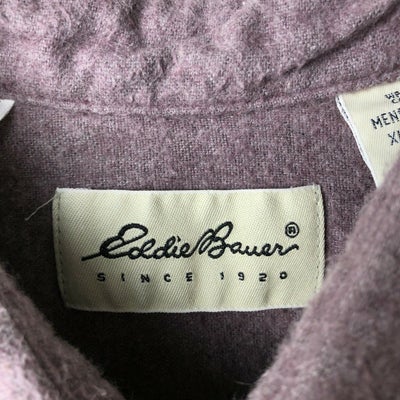 Eddie Bauer ®
SINCE 1920